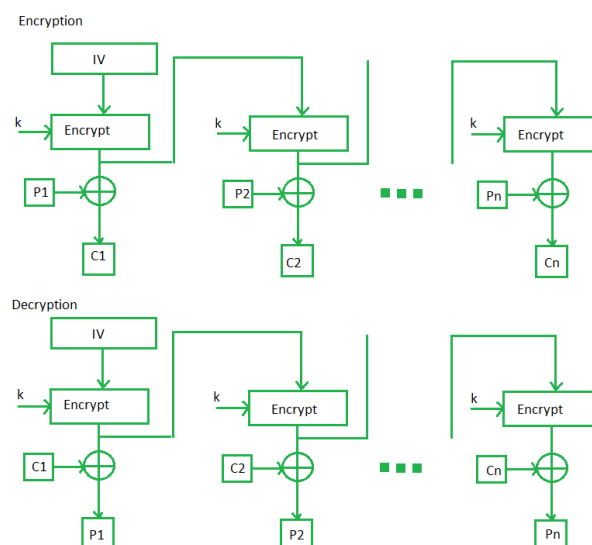 Encryption
IV
k
Encrypt
k
Encrypt
k
Encrypt
P1
P2
Pn
C1
C2
Cn
Decryption
IV
k
Encrypt
k
Encrypt
k
Encrypt
C1
C2
Cn
P1
P2
Pn